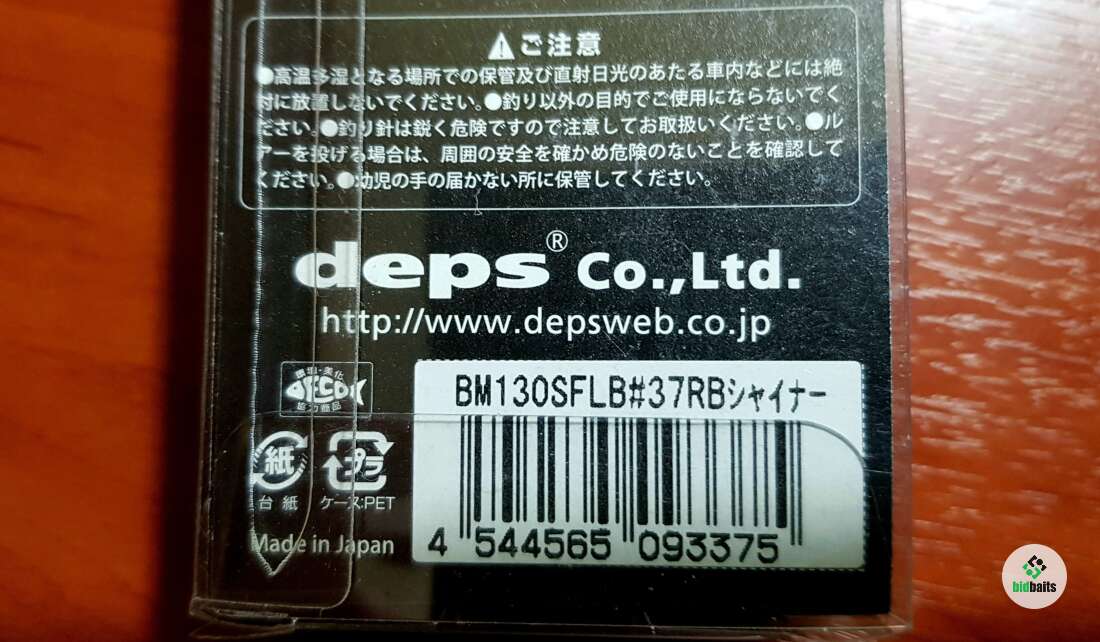 ご注意
●高温多湿となる場所での保管及び直射日光のあたる車内などには絶
対に放置しないでください。●釣り以外の目的でご使用にならないでく
ださい。●釣り針は鋭く危険ですので注意してお取扱いください。●ル
アーを投げる場合は、周囲の安全を確かめ危険のないことを確認して
ください。●幼児の手の届かない所に保管してください。
deps® Co.,Ltd.
http://www.depsweb.co.jp
環境・美化
DECO
協力商品
BM130SFLB#37RBシャイナー
紙
プラ
台紙
ケース:PET
Made in Japan
4 544565 093375
bidbaits